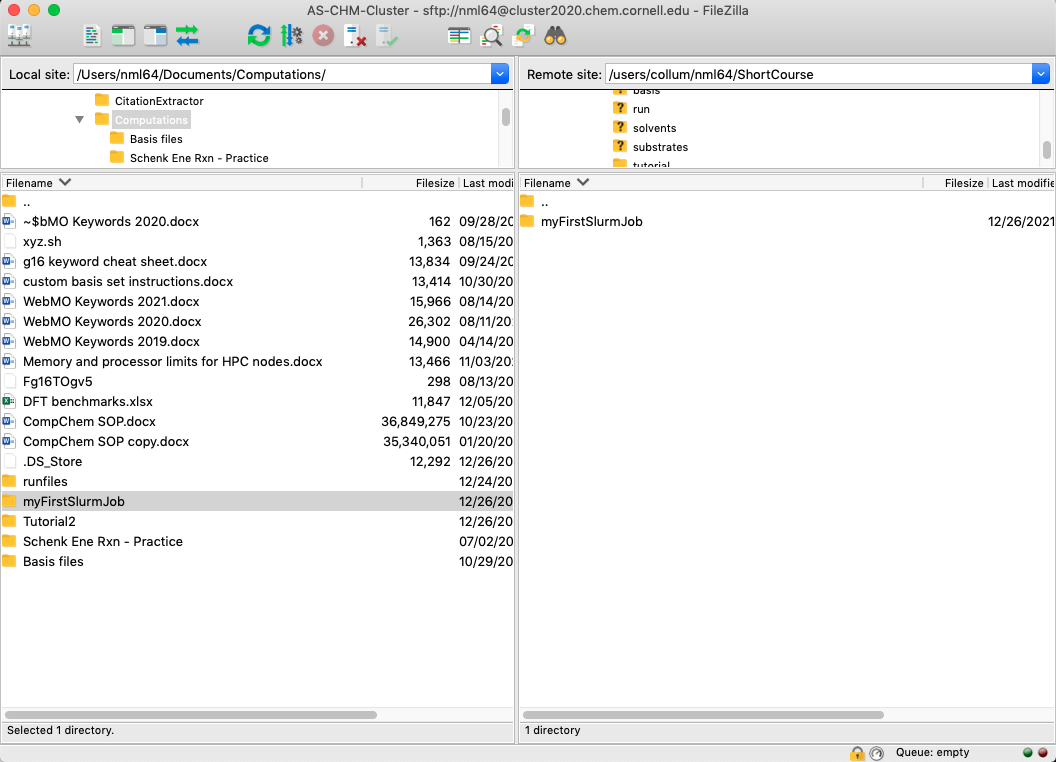 AS-CHM-Cluster - sftp://nml64@cluster2020.chem.cornell.edu - FileZilla
Local site: /Users/nml64/Documents/Computations/
CitationExtractor
Computations
Basis files
Schenk Ene Rxn - Practice
Filename Filesize Last modi
..
~$bMO Keywords 2020.docx 162 09/28/20
xyz.sh 1,363 08/15/20
g16 keyword cheat sheet.docx 13,834 09/24/20
custom basis set instructions.docx 13,414 10/30/20
WebMO Keywords 2021.docx 15,966 08/14/20
WebMO Keywords 2020.docx 26,302 08/11/20
WebMO Keywords 2019.docx 14,900 04/14/20
Memory and processor limits for HPC nodes.docx 13,466 11/03/20
Fg16TOgv5 298 08/13/20
DFT benchmarks.xlsx 11,847 12/05/20
CompChem SOP.docx 36,849,275 10/23/20
CompChem SOP copy.docx 35,340,051 01/20/20
.DS_Store 12,292 12/26/20
runfiles 12/24/20
myFirstSlurmJob 12/26/20
Tutorial2 12/26/20
Schenk Ene Rxn - Practice 07/02/20
Basis files 10/29/20
Selected 1 directory.
Remote site: /users/collum/nml64/ShortCourse
basis
run
solvents
substrates
tutorial
Filename Filesize Last modifie
..
myFirstSlurmJob 12/26/2021
1 directory
Queue: empty